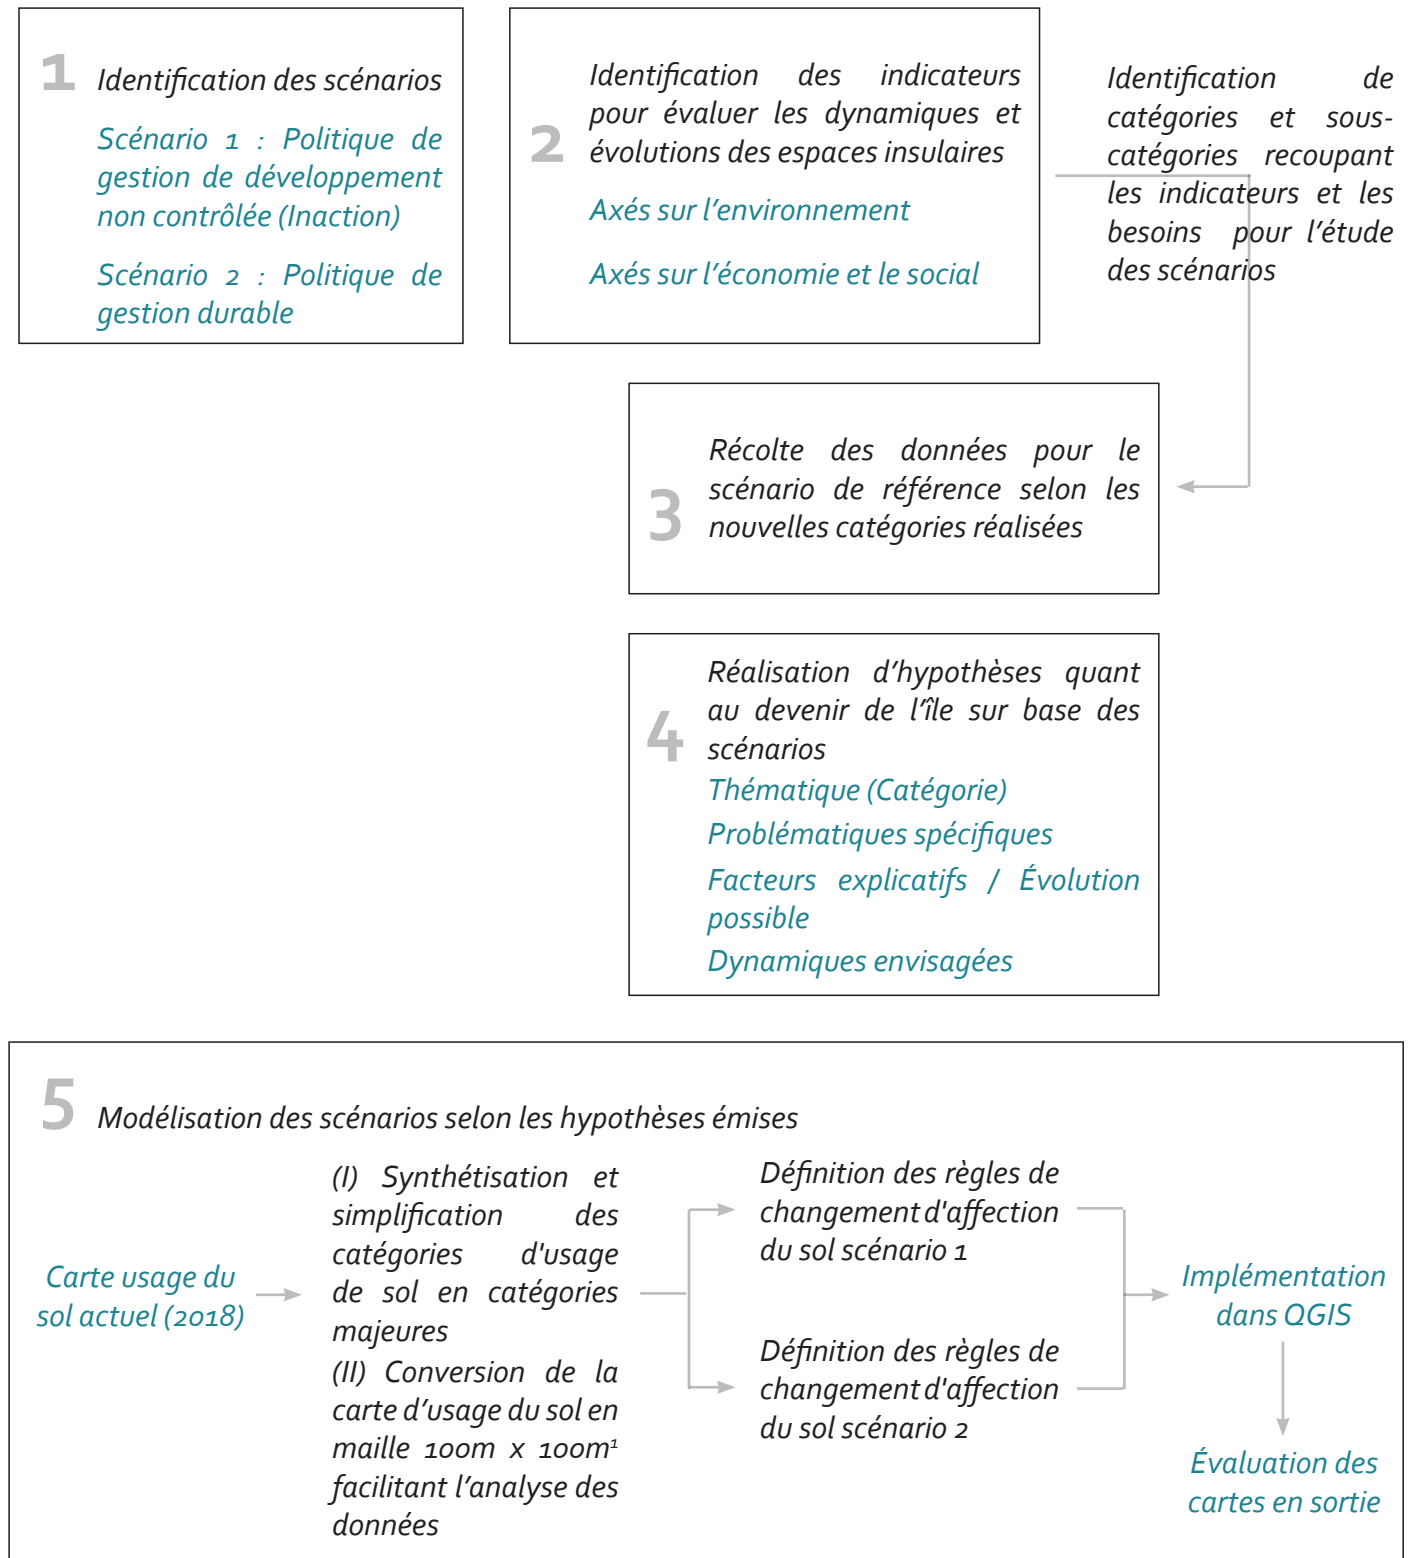 1 Identification des scénarios
Scénario 1 : Politique de
gestion de développement
non contrôlée (Inaction)
Scénario 2 : Politique de
gestion durable
2
Identification des indicateurs
pour évaluer les dynamiques et
évolutions des espaces insulaires
Axés sur l'environnement
Axés sur l'économie et le social
Identification de
catégories et sous-
catégories recoupant
les indicateurs et les
besoins pour l'étude
des scénarios
3
Récolte des données pour le
scénario de référence selon les
nouvelles catégories réalisées
4
Réalisation d'hypothèses quant
au devenir de l'île sur base des
scénarios
Thématique (Catégorie)
Problématiques spécifiques
Facteurs explicatifs / Évolution
possible
Dynamiques envisagées
5 Modélisation des scénarios selon les hypothèses émises
Carte usage du
sol actuel (2018)
(I) Synthétisation et
simplification des
catégories d'usage
de sol en catégories
majeures
(II) Conversion de la
carte d'usage du sol en
maille 100m x 100m¹
facilitant l'analyse des
données
Définition des règles de
changement d'affection
du sol scénario 1
Définition des règles de
changement d'affection
du sol scénario 2
Implémentation
dans QGIS
Évaluation des
cartes en sortie